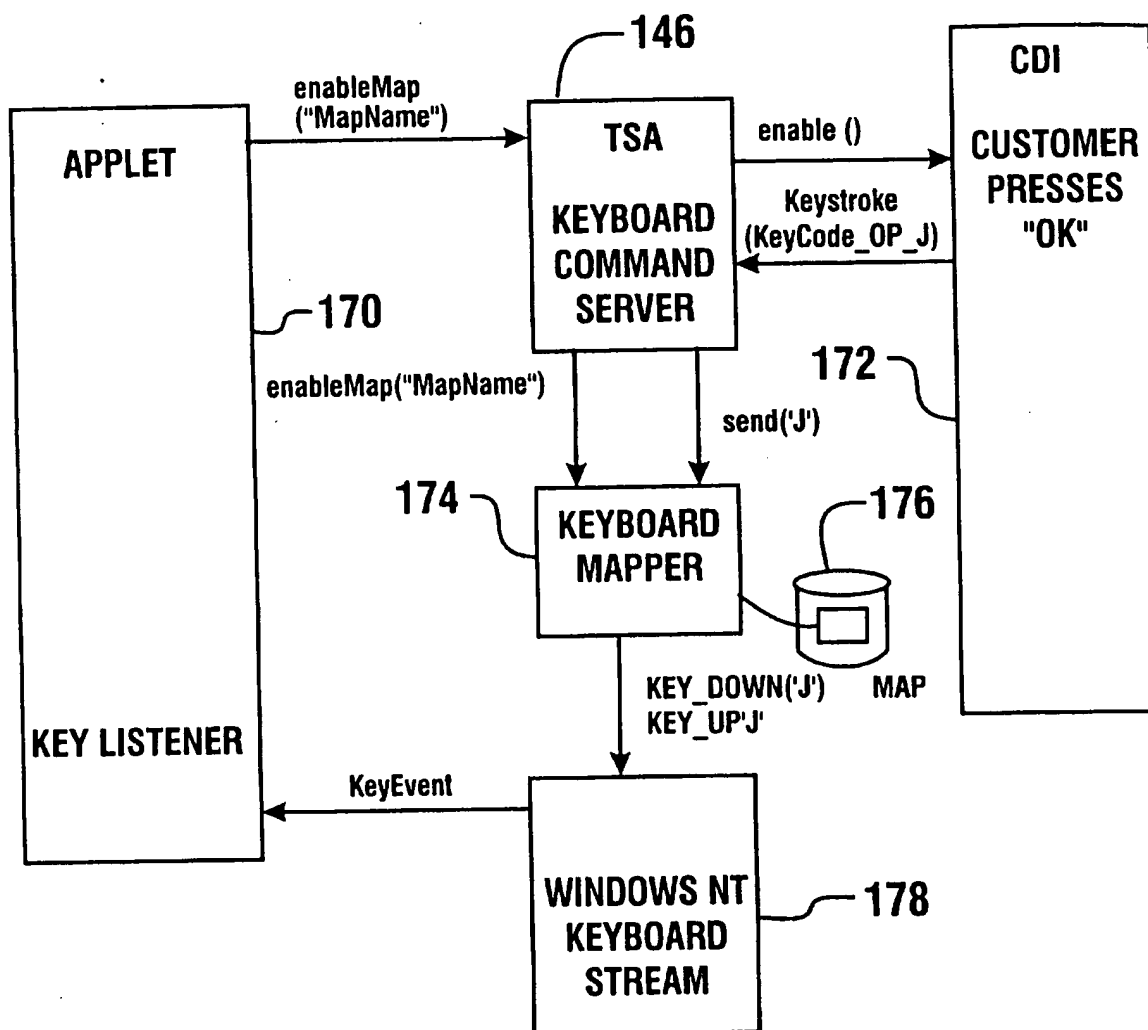 146
CDI
enableMap
("MapName")
APPLET
TSA
enable ()
CUSTOMER
PRESSES
"OK"
KEYBOARD
COMMAND
SERVER
Keystroke
(KeyCode_OP_J)
170
enableMap("MapName")
172
send('J')
174
KEYBOARD
MAPPER
176
KEY_DOWN('J')
KEY_UP'J'
MAP
KEY LISTENER
KeyEvent
WINDOWS NT
KEYBOARD
STREAM
178